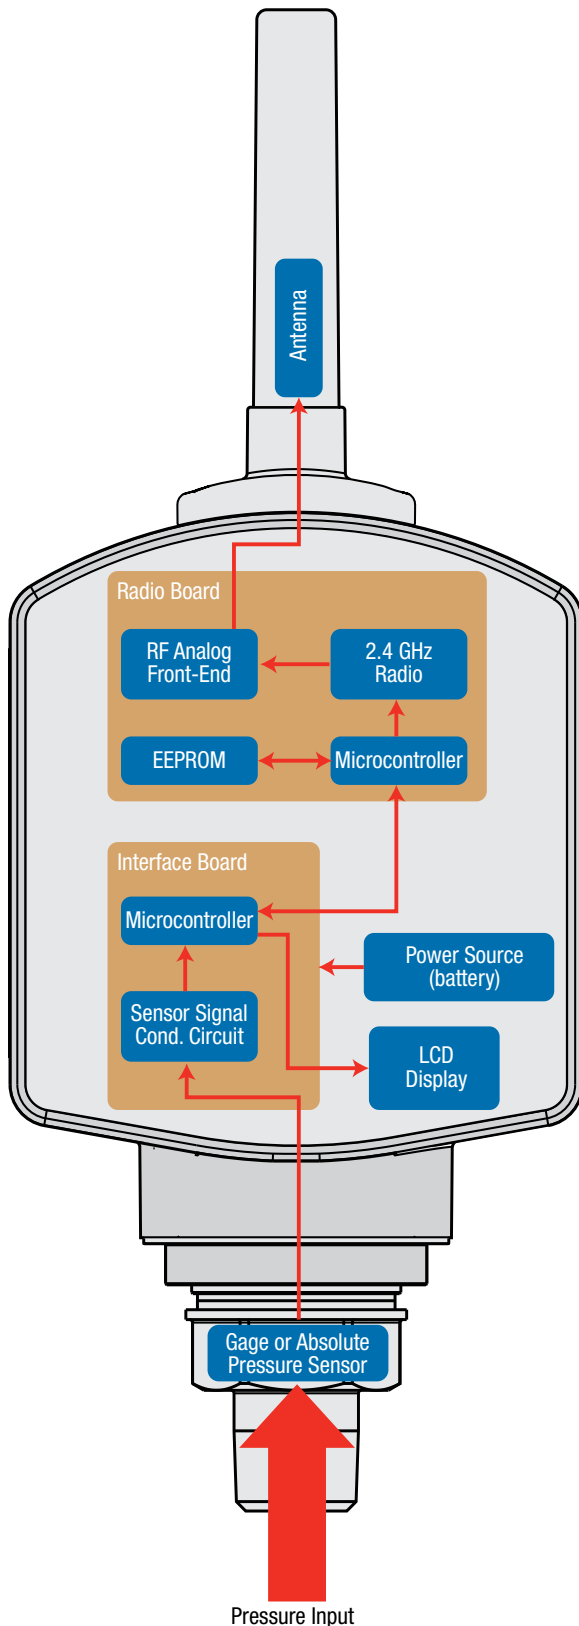 Antenna
Radio Board
RF Analog
Front-End
2.4 GHz
Radio
EEPROM
Microcontroller
Interface Board
Microcontroller
Power Source
(battery)
Sensor Signal
Cond. Circuit
LCD
Display
Gage or Absolute
Pressure Sensor
Pressure Input